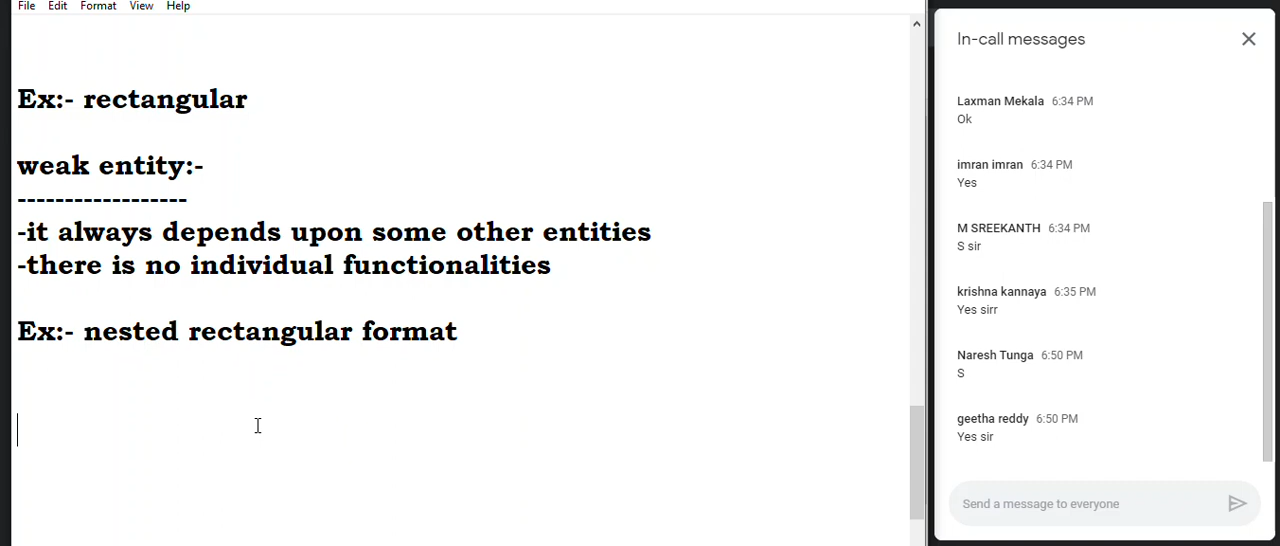 File Edit Format View Help
Ex:- rectangular
weak entity:-
------------------
-it always depends upon some other entities
-there is no individual functionalities
Ex:- nested rectangular format
In-call messages
Laxman Mekala 6:34 PM
Ok
imran imran 6:34 PM
Yes
M SREEKANTH 6:34 PM
S sir
krishna kannaya 6:35 PM
Yes sirr
Naresh Tunga 6:50 PM
S
geetha reddy 6:50 PM
Yes sir
Send a message to everyone